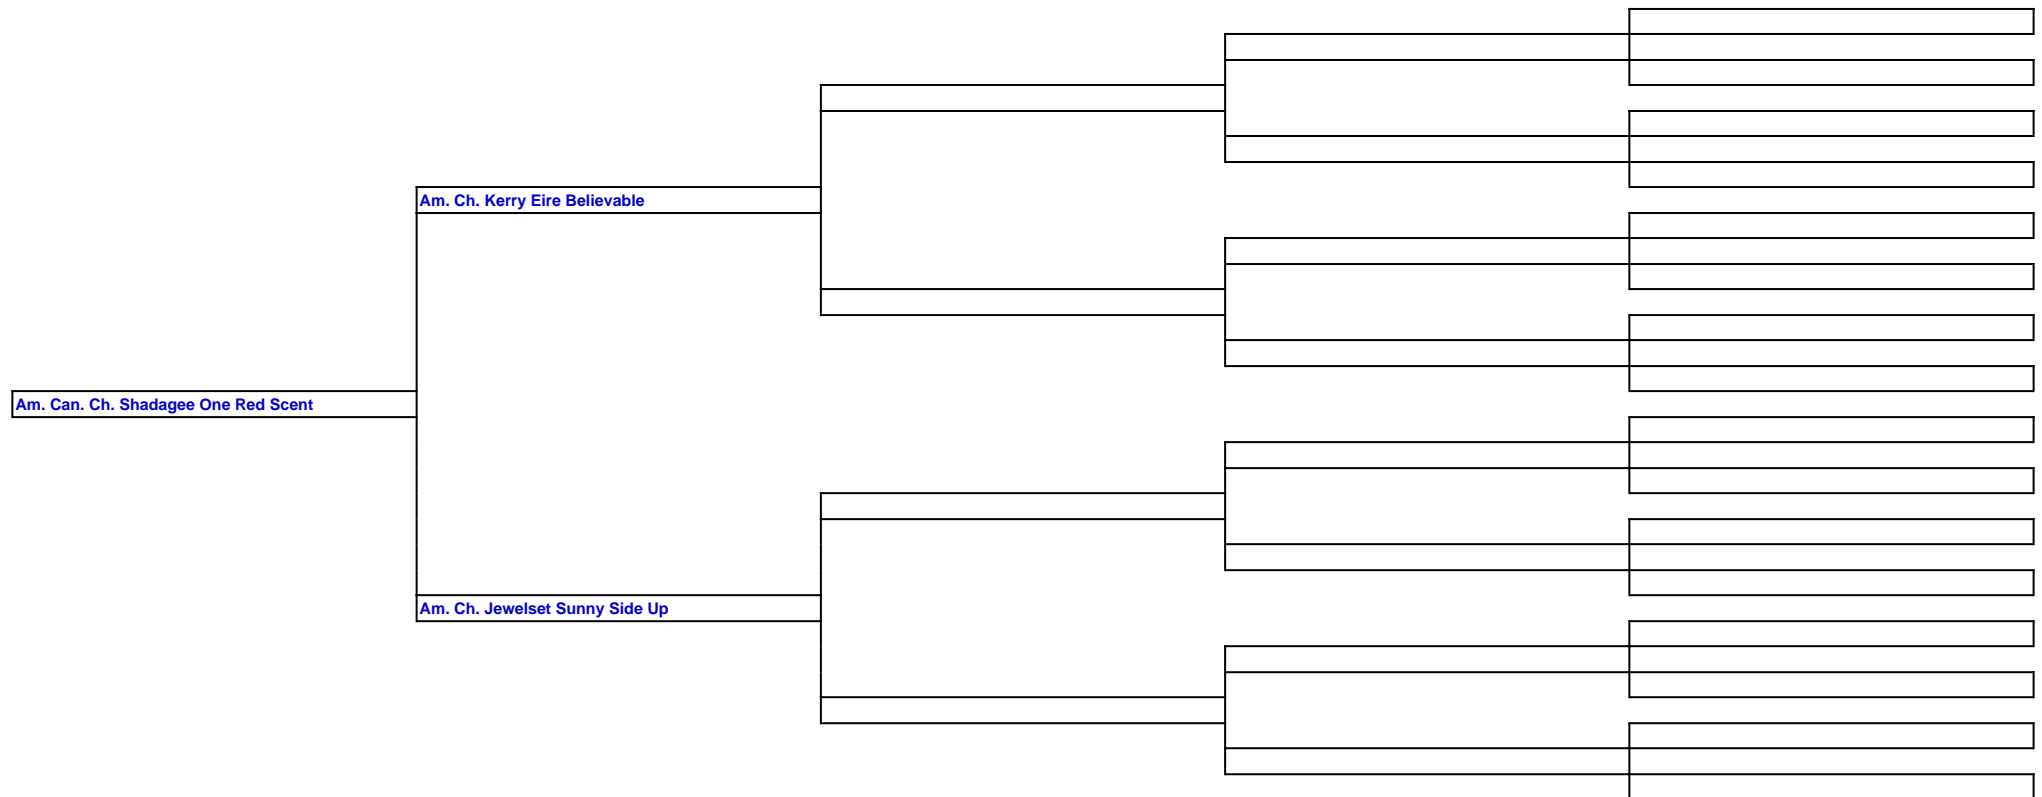 Am. Ch. Kerry Eire Believable
Am. Can. Ch. Shadagee One Red Scent
Am. Ch. Jewelset Sunny Side Up